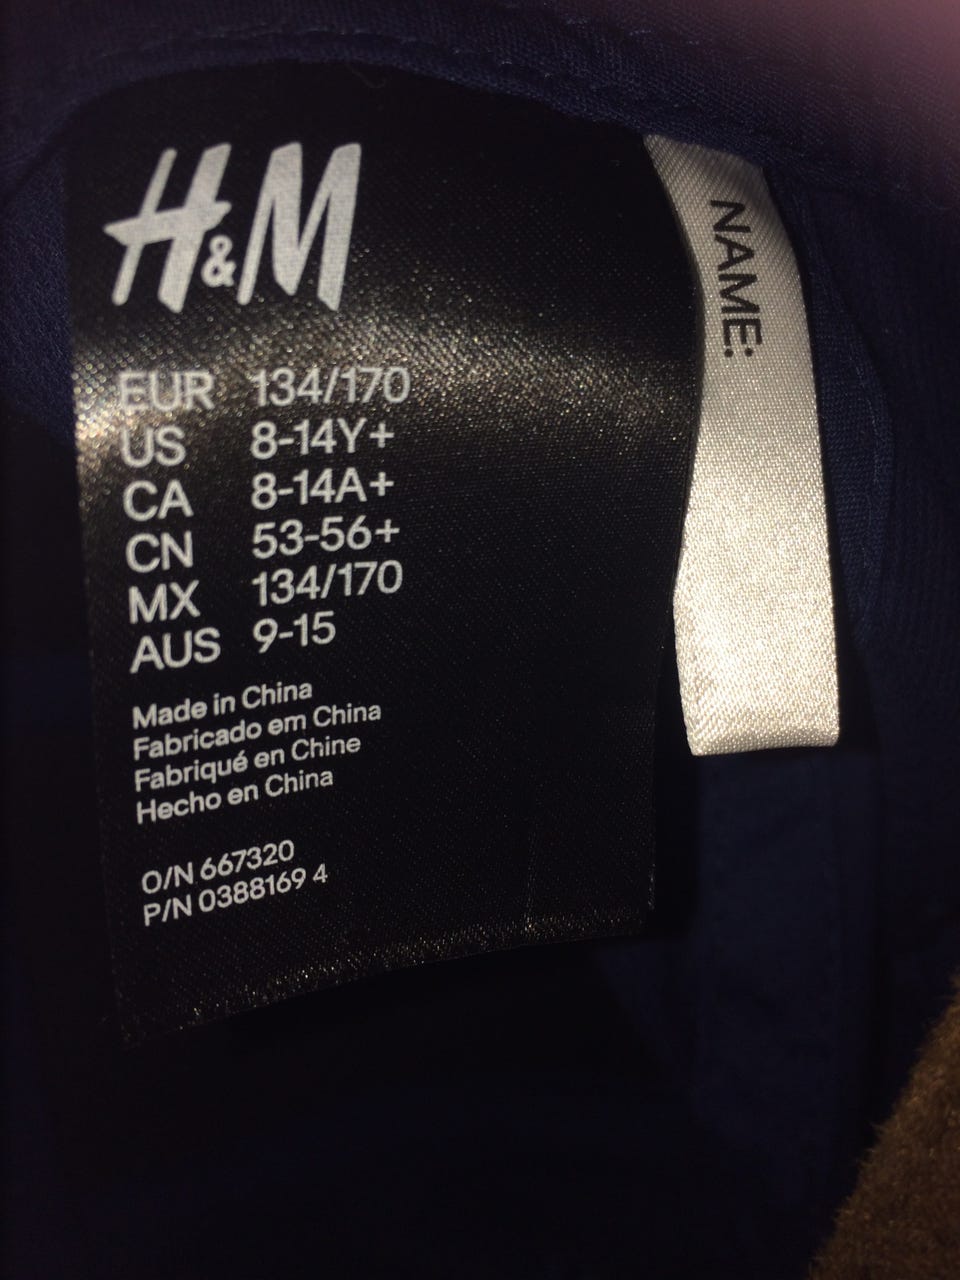 H&M
EUR 134/170
US 8-14Y+
CA 8-14A+
CN 53-56+
MX 134/170
AUS 9-15
Made in China
Fabricado em China
Fabriqué en Chine
Hecho en China
O/N 667320
P/N 0388169 4
NAME: